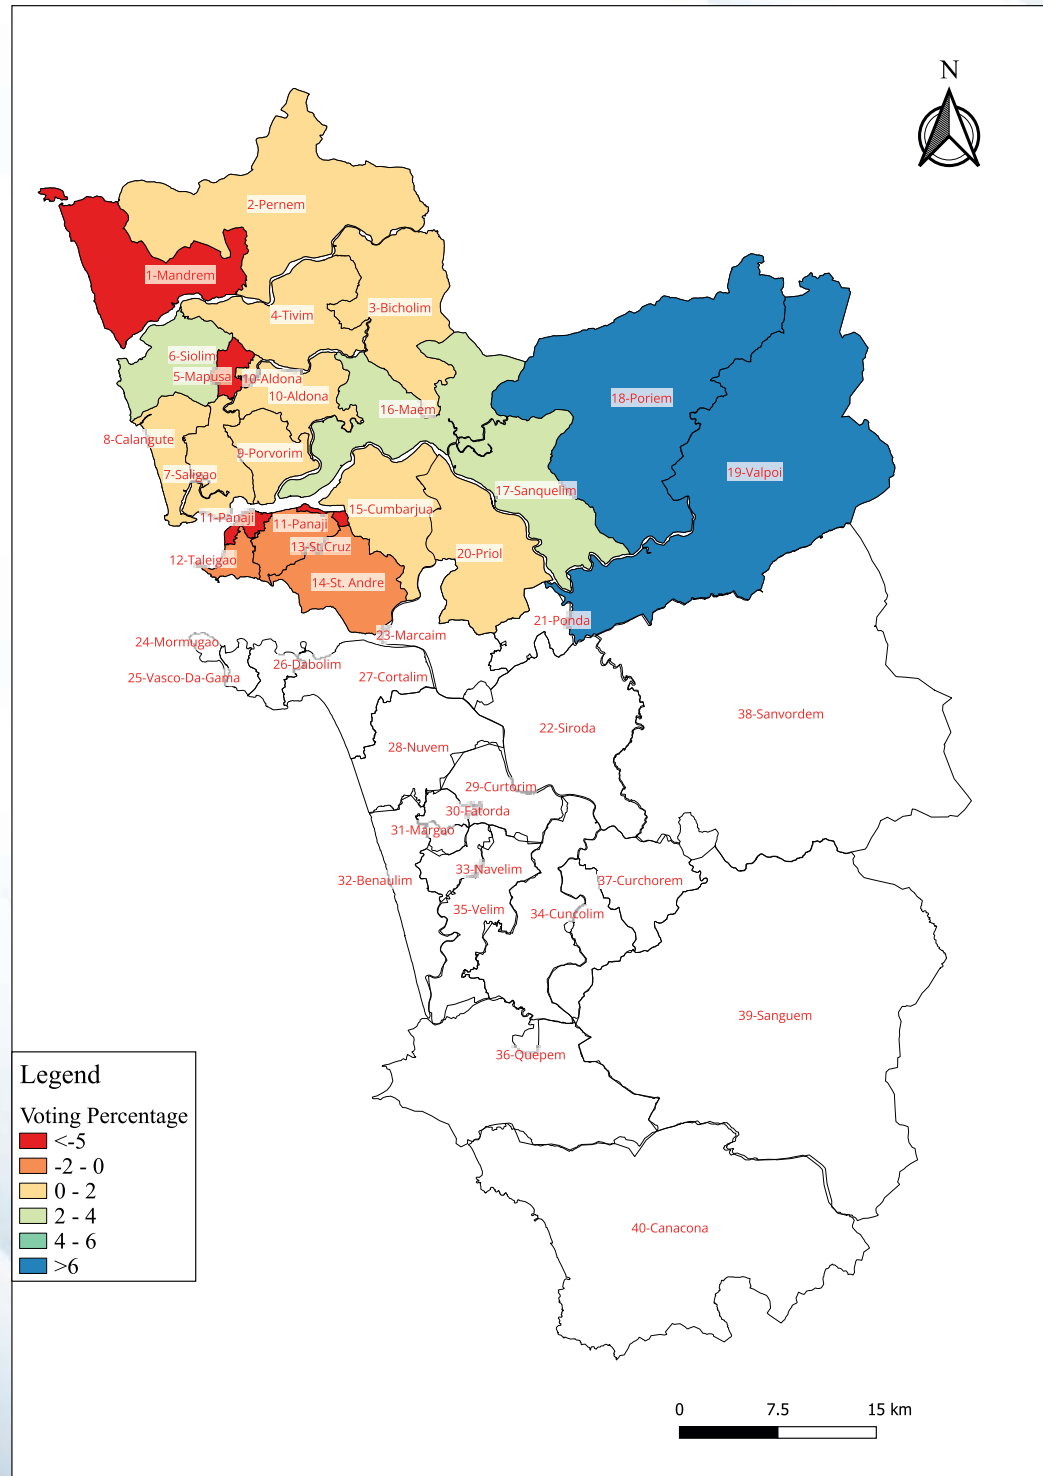 N
2-Pernem
1-Mandrem
3-Bicholim
4-Tivim
6-Siolim
5-Mapusa
10-Aldona
10-Aldona
18-Poriem
16-Maem
8-Calangute
9-Porvorim
7-Saligao
19-Valpoi
17-Sanquelim
15-Cumbarjua
11-Panaji
11-Panaji
13-St.Cruz
20-Priol
12-Taleigao
14-St. Andre
21-Ponda
23-Marcaim
24-Mormugao
26-Dabolim
25-Vasco-Da-Gama
27-Cortalim
38-Sanvordem
22-Siroda
28-Nuvem
29-Curtorim
30-Fatorda
31-Margao
33-Navelim
32-Benaulim
37-Curchorem
35-Velim
34-Cuncolim
39-Sanguem
36-Quepem
40-Canacona
Legend
Voting Percentage
<-5
-2 - 0
0 - 2
2 - 4
4 - 6
>6
0 7.5 15 km